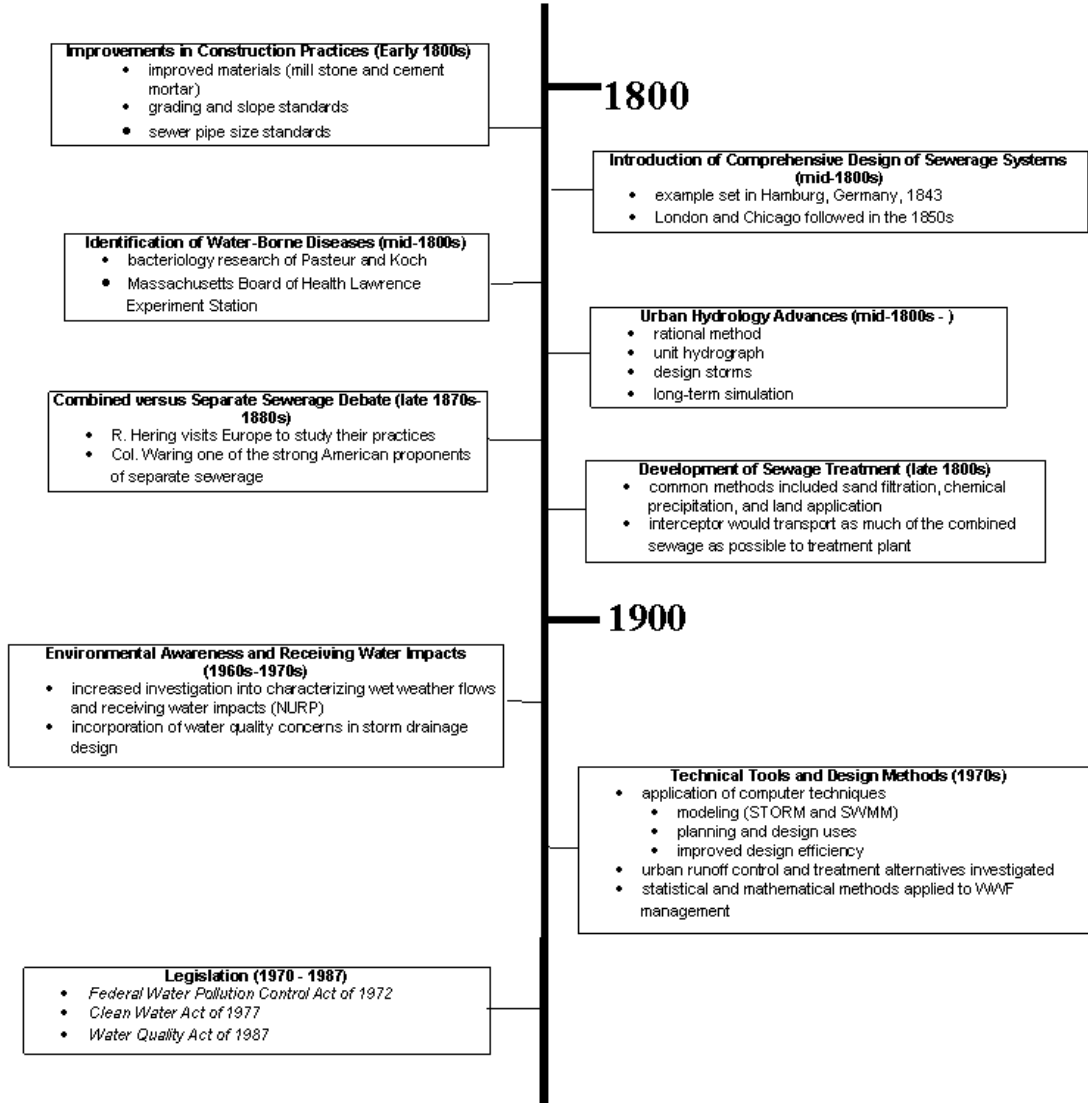 Improvements in Construction Practices (Early 1800s)
• improved materials (mill stone and cement
mortar)
• grading and slope standards
• sewer pipe size standards
1800
Introduction of Comprehensive Design of Sewerage Systems
(mid-1800s)
• example set in Hamburg, Germany, 1843
• London and Chicago followed in the 1850s
Identification of Water-Borne Diseases (mid-1800s)
• bacteriology research of Pasteur and Koch
• Massachusetts Board of Health Lawrence
Experiment Station
Urban Hydrology Advances (mid-1800s - )
• rational method
• unit hydrograph
• design storms
• long-term simulation
Combined versus Separate Sewerage Debate (late 1870s-
1880s)
• R. Hering visits Europe to study their practices
• Col. Waring one of the strong American proponents
of separate sewerage
Development of Sewage Treatment (late 1800s)
• common methods included sand filtration, chemical
precipitation, and land application
• interceptor would transport as much of the combined
sewage as possible to treatment plant
1900
Environmental Awareness and Receiving Water Impacts
(1960s-1970s)
• increased investigation into characterizing wet weather flows
and receiving water impacts (NURP)
• incorporation of water quality concerns in storm drainage
design
Technical Tools and Design Methods (1970s)
• application of computer techniques
• modeling (STORM and SWMM)
• planning and design uses
• improved design efficiency
• urban runoff control and treatment alternatives investigated
• statistical and mathematical methods applied to WWF
management
Legislation (1970 - 1987)
• Federal Water Pollution Control Act of 1972
• Clean Water Act of 1977
• Water Quality Act of 1987